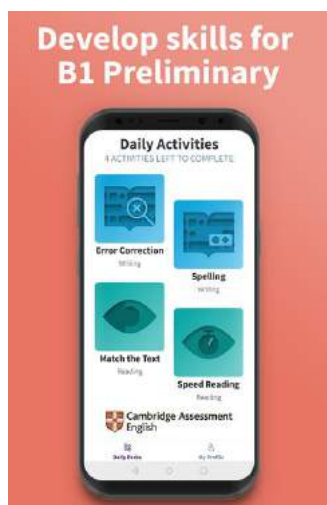 Develop skills for
B1 Preliminary
Daily Activities
4 ACTIVITIES LEFT TO COMPLETE
Error Correction
Writing
Spelling
Writing
Match the Text
Reading
Speed Reading
Reading
Cambridge Assessment
English
Daily
My Profile